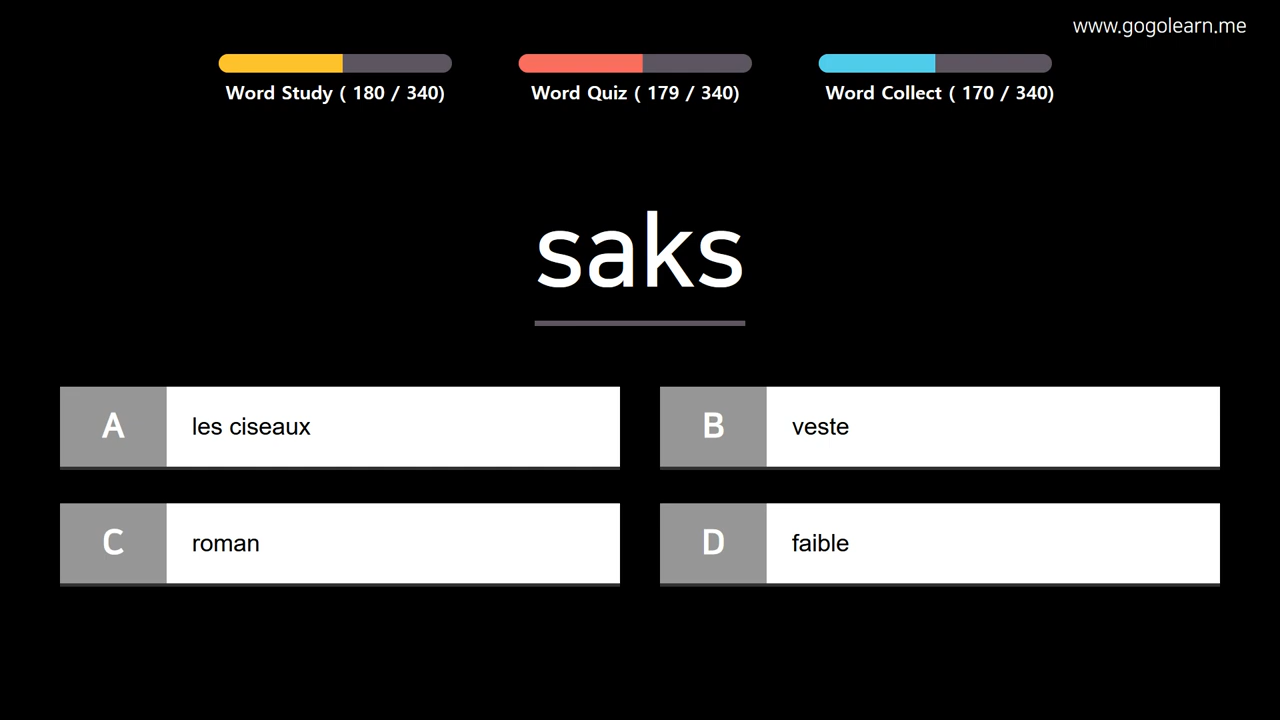 www.gogolearn.me
Word Study ( 180 / 340)
Word Quiz ( 179 / 340)
Word Collect ( 170 / 340)
saks
A les ciseaux
B veste
C roman
D faible